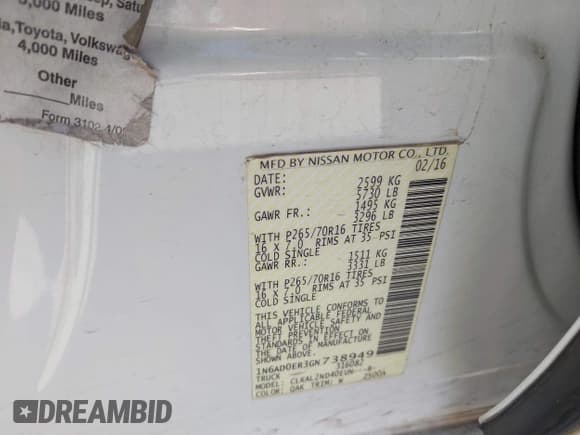 5,000 Miles
Toyota, Volkswag
4,000 Miles
Other
Miles
Form 3102
MFD BY NISSAN MOTOR CO., LTD.
DATE: 02/16
GVWR: 2599 KG
5730 LB
GAWR FR.: 1495 KG
3296 LB
WITH P265/70R16 TIRES
16 X 7.0 RIMS AT 35 PSI
COLD SINGLE
GAWR RR.: 1511 KG
3331 LB
WITH P265/70R16 TIRES
16 X 7.0 RIMS AT 35 PSI
COLD SINGLE
THIS VEHICLE CONFORMS TO
ALL APPLICABLE FEDERAL
MOTOR VEHICLE SAFETY AND
THEFT PREVENTION
STANDARDS IN EFFECT ON
THE DATE OF MANUFACTURE
SHOWN ABOVE.
1N6AD0ER3GN738949
TRUCK 316082
MODEL:
COLOR: QAK TRIM: W
DREAMBID